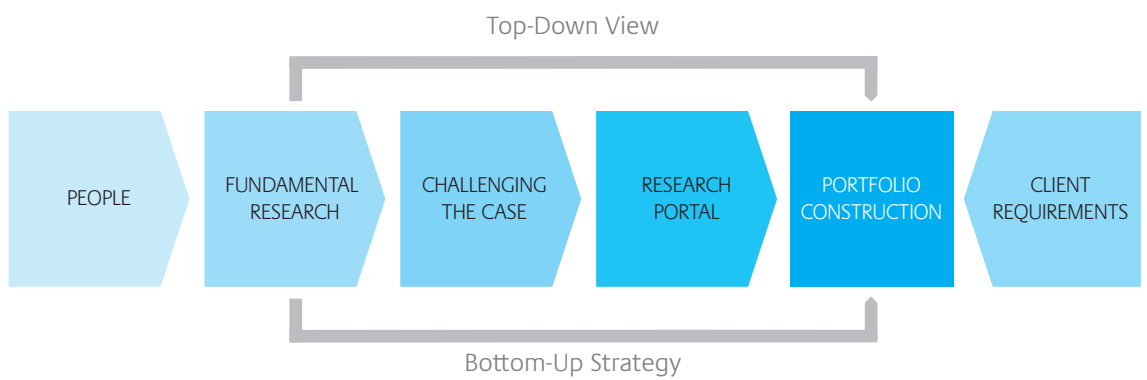 Top-Down View
PEOPLE
FUNDAMENTAL
RESEARCH
CHALLENGING
THE CASE
RESEARCH
PORTAL
PORTFOLIO
CONSTRUCTION
CLIENT
REQUIREMENTS
Bottom-Up Strategy